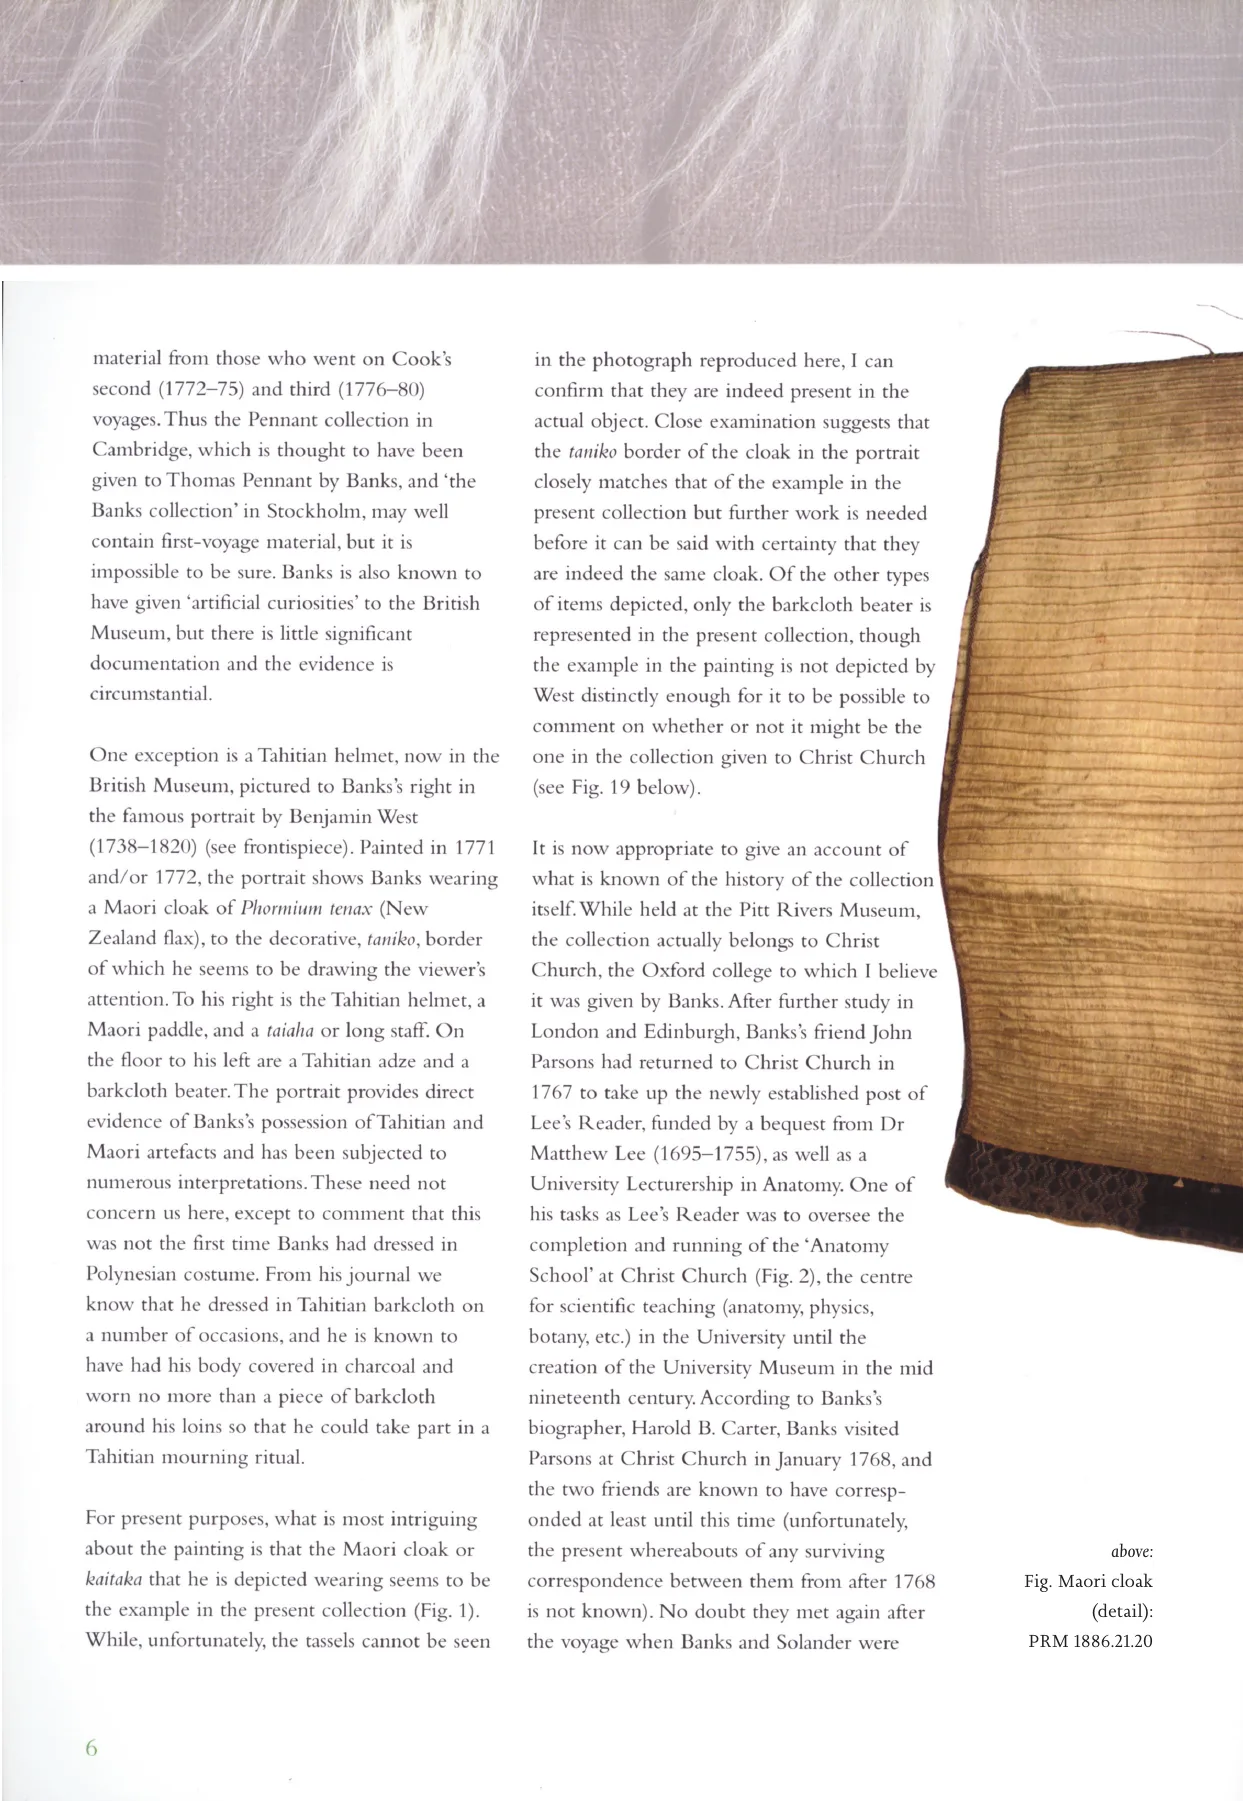 material from those who went on Cook's
second (1772–75) and third (1776–80)
voyages. Thus the Pennant collection in
Cambridge, which is thought to have been
given to Thomas Pennant by Banks, and 'the
Banks collection' in Stockholm, may well
contain first-voyage material, but it is
impossible to be sure. Banks is also known to
have given 'artificial curiosities' to the British
Museum, but there is little significant
documentation and the evidence is
circumstantial.

One exception is a Tahitian helmet, now in the
British Museum, pictured to Banks's right in
the famous portrait by Benjamin West
(1738–1820) (see frontispiece). Painted in 1771
and/or 1772, the portrait shows Banks wearing
a Maori cloak of Phormium tenax (New
Zealand flax), to the decorative, taniko, border
of which he seems to be drawing the viewer's
attention. To his right is the Tahitian helmet, a
Maori paddle, and a taiaha or long staff. On
the floor to his left are a Tahitian adze and a
barkcloth beater. The portrait provides direct
evidence of Banks's possession of Tahitian and
Maori artefacts and has been subjected to
numerous interpretations. These need not
concern us here, except to comment that this
was not the first time Banks had dressed in
Polynesian costume. From his journal we
know that he dressed in Tahitian barkcloth on
a number of occasions, and he is known to
have had his body covered in charcoal and
worn no more than a piece of barkcloth
around his loins so that he could take part in a
Tahitian mourning ritual.

For present purposes, what is most intriguing
about the painting is that the Maori cloak or
kaitaka that he is depicted wearing seems to be
the example in the present collection (Fig. 1).
While, unfortunately, the tassels cannot be seen
in the photograph reproduced here, I can
confirm that they are indeed present in the
actual object. Close examination suggests that
the taniko border of the cloak in the portrait
closely matches that of the example in the
present collection but further work is needed
before it can be said with certainty that they
are indeed the same cloak. Of the other types
of items depicted, only the barkcloth beater is
represented in the present collection, though
the example in the painting is not depicted by
West distinctly enough for it to be possible to
comment on whether or not it might be the
one in the collection given to Christ Church
(see Fig. 19 below).

It is now appropriate to give an account of
what is known of the history of the collection
itself. While held at the Pitt Rivers Museum,
the collection actually belongs to Christ
Church, the Oxford college to which I believe
it was given by Banks. After further study in
London and Edinburgh, Banks's friend John
Parsons had returned to Christ Church in
1767 to take up the newly established post of
Lee's Reader, funded by a bequest from Dr
Matthew Lee (1695–1755), as well as a
University Lecturership in Anatomy. One of
his tasks as Lee's Reader was to oversee the
completion and running of the 'Anatomy
School' at Christ Church (Fig. 2), the centre
for scientific teaching (anatomy, physics,
botany, etc.) in the University until the
creation of the University Museum in the mid
nineteenth century. According to Banks's
biographer, Harold B. Carter, Banks visited
Parsons at Christ Church in January 1768, and
the two friends are known to have corresp-
onded at least until this time (unfortunately,
the present whereabouts of any surviving
correspondence between them from after 1768
is not known). No doubt they met again after
the voyage when Banks and Solander were

above:
Fig. Maori cloak
(detail):
PRM 1886.21.20

6